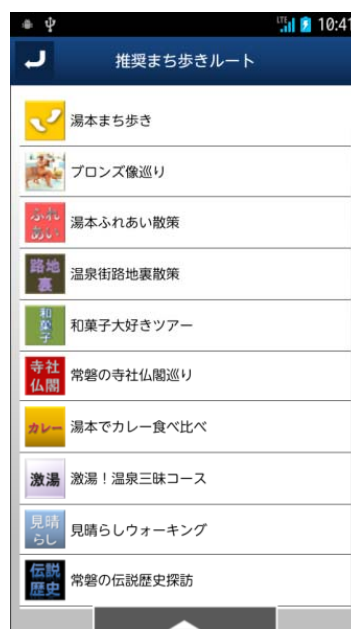 LTE 10:41
推奨まち歩きルート
湯本まち歩き
ブロンズ像巡り
ふれ
あい
湯本ふれあい散策
路地
裏
温泉街路地裏散策
和
菓
子
和菓子大好きツアー
寺社
仏閣
常磐の寺社仏閣巡り
カレー
湯本でカレー食べ比べ
激湯
激湯！温泉三昧コース
見晴
らし
見晴らしウォーキング
伝説
歴史
常磐の伝説歴史探訪